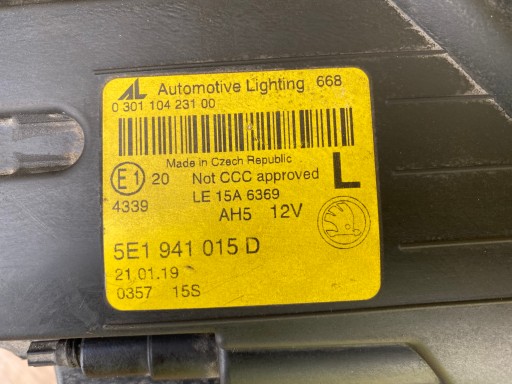 AL Automotive Lighting 668
0 301 104 231 00
Made in Czech Republic
E1 20 Not CCC approved L
4339 LE 15A 6369
AH5 12V
5E1 941 015 D
21.01.19
0357 15S